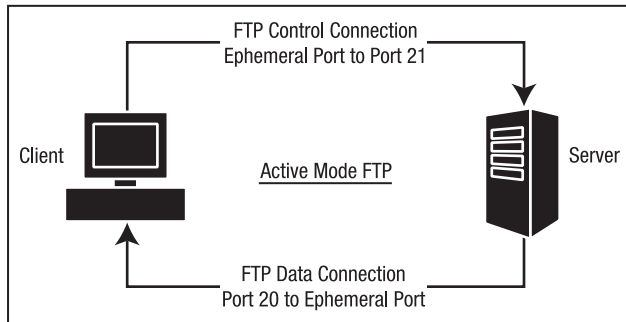 FTP Control Connection
Ephemeral Port to Port 21
Client
Active Mode FTP
Server
FTP Data Connection
Port 20 to Ephemeral Port